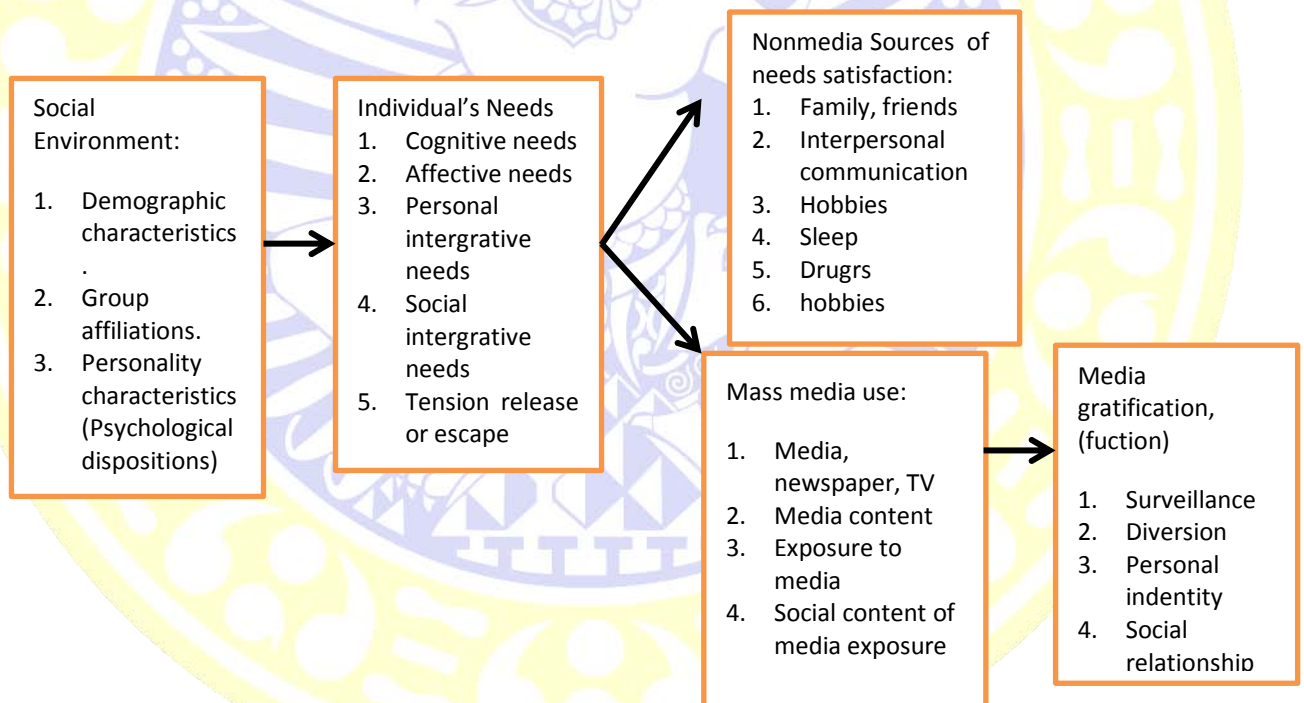 Social
Environment:
1. Demographic
characteristics
.
2. Group
affiliations.
3. Personality
characteristics
(Psychological
dispositions)
Individual’s Needs
1. Cognitive needs
2. Affective needs
3. Personal
intergrative
needs
4. Social
intergrative
needs
5. Tension release
or escape
Nonmedia Sources of
needs satisfaction:
1. Family, friends
2. Interpersonal
communication
3. Hobbies
4. Sleep
5. Drugrs
6. hobbies
Mass media use:
1. Media,
newspaper, TV
2. Media content
3. Exposure to
media
4. Social content of
media exposure
Media
gratification,
(fuction)
1. Surveillance
2. Diversion
3. Personal
indentity
4. Social
relationship